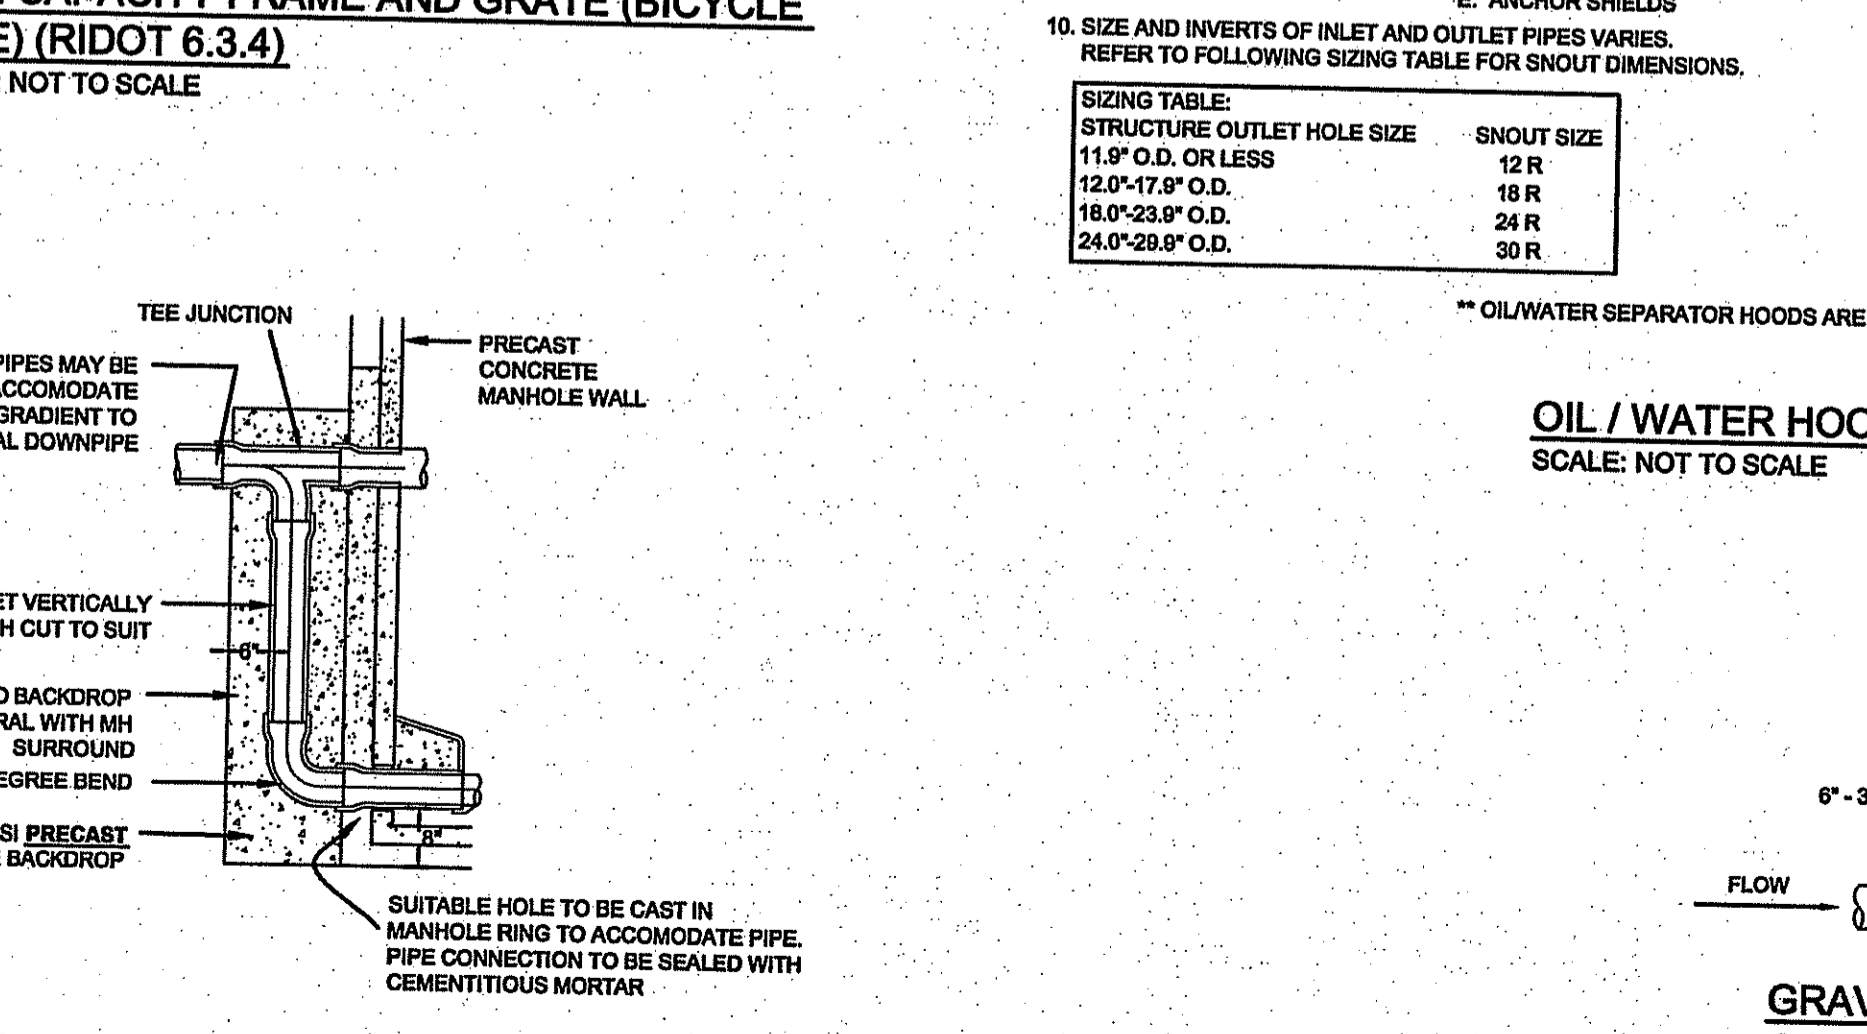 CAPACITY FRAME AND GRATE (BICYCLE
E) (RIDOT 6.3.4)
NOT TO SCALE
E. ANCHOR SHIELDS
10. SIZE AND INVERTS OF INLET AND OUTLET PIPES VARIES.
REFER TO FOLLOWING SIZING TABLE FOR SNOUT DIMENSIONS.
SIZING TABLE:
STRUCTURE OUTLET HOLE SIZE SNOUT SIZE
11.9" O.D. OR LESS 12 R
12.0"-17.9" O.D. 18 R
18.0"-23.9" O.D. 24 R
24.0"-29.9" O.D. 30 R
** OIL/WATER SEPARATOR HOODS ARE
OIL / WATER HOO
SCALE: NOT TO SCALE
TEE JUNCTION
PIPES MAY BE
ACCOMODATE
GRADIENT TO
AL DOWNPIPE
PRECAST
CONCRETE
MANHOLE WALL
ET VERTICALLY
H CUT TO SUIT
6"
D BACKDROP
RAL WITH MH
SURROUND
EGREE BEND
SI PRECAST
E BACKDROP
8"
SUITABLE HOLE TO BE CAST IN
MANHOLE RING TO ACCOMODATE PIPE.
PIPE CONNECTION TO BE SEALED WITH
CEMENTITIOUS MORTAR
6" - 3
FLOW
GRAV